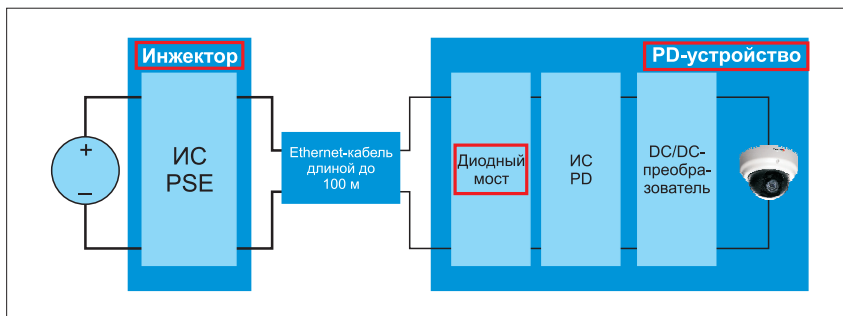 Инжектор
PD-устройство
+
–
ИС
PSE
Ethernet-кабель
длиной до
100 м
Диодный
мост
ИС
PD
DC/DC-
преобра-
зователь